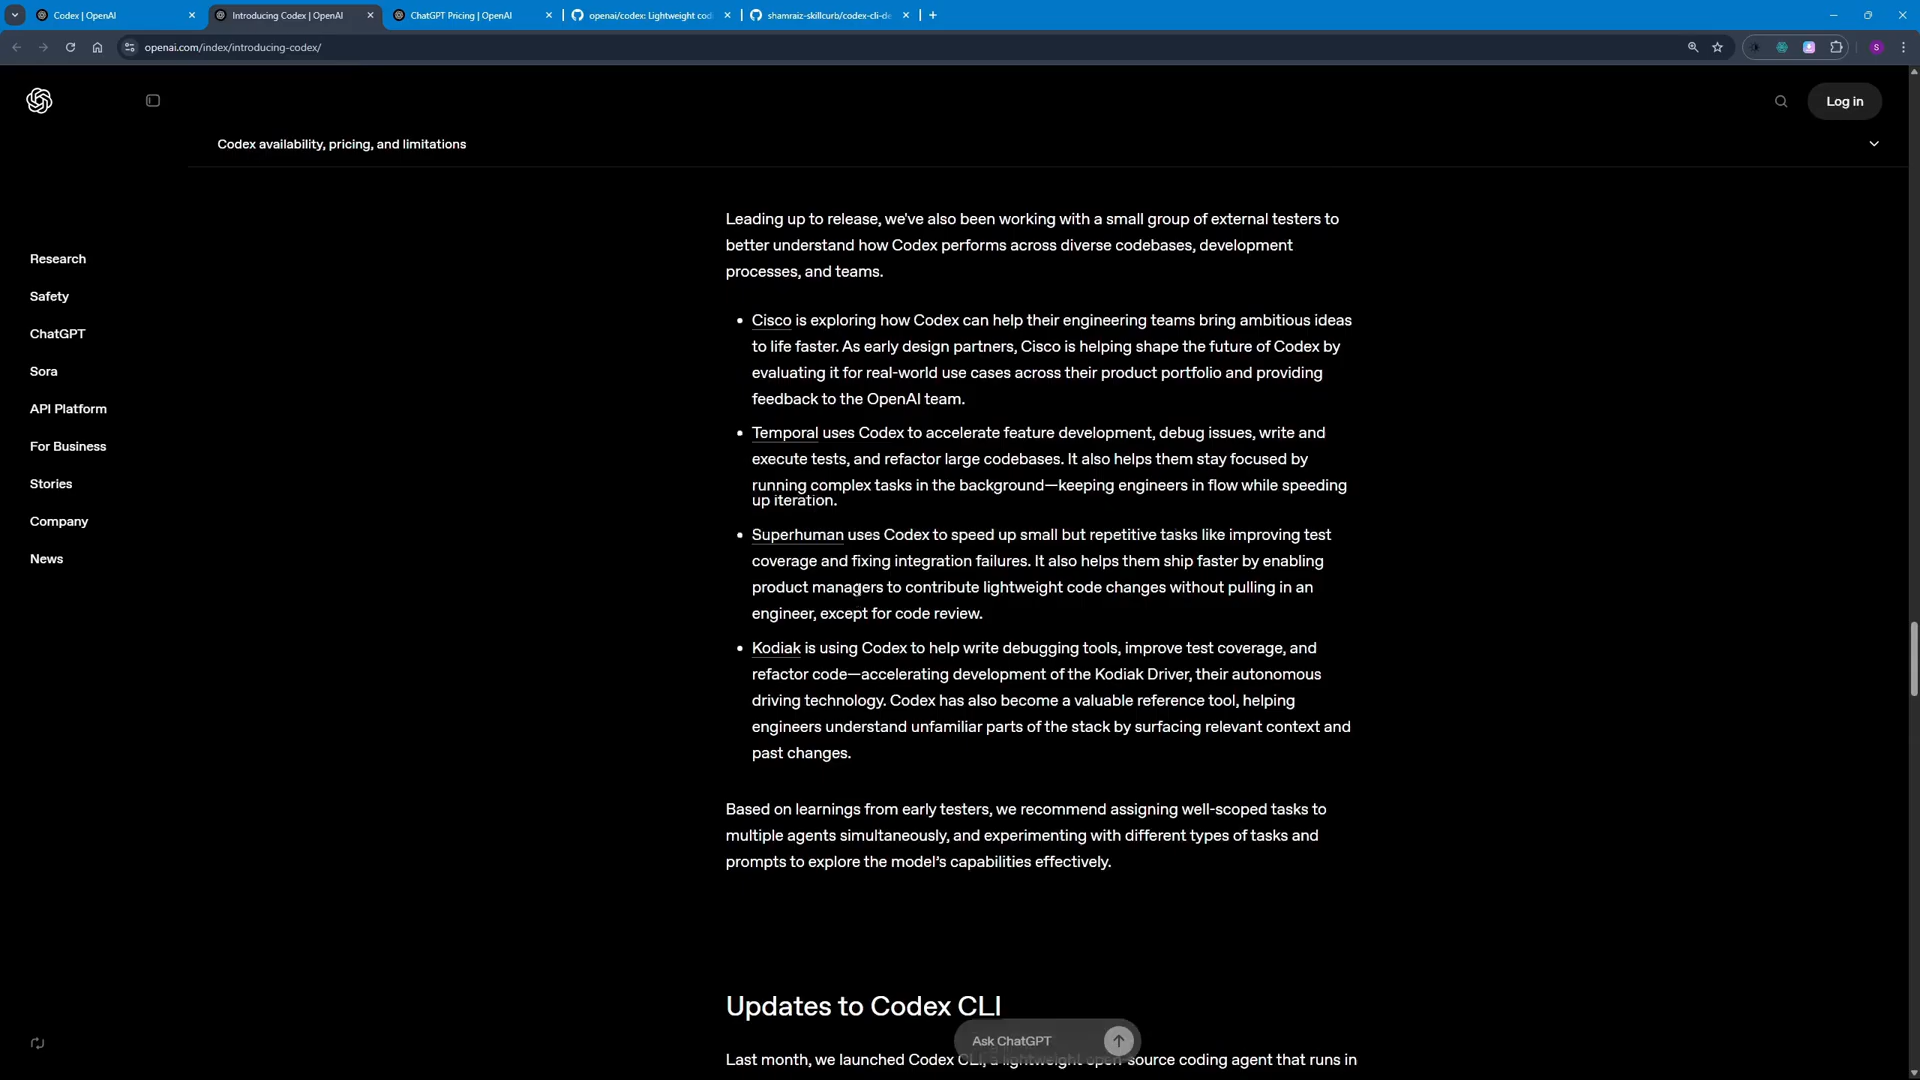 Codex | OpenAI
Introducing Codex | OpenAI
ChatGPT Pricing | OpenAI
openai/codex: Lightweight cod
shamraiz-skillcurb/codex-cli-de
openai.com/index/introducing-codex/
S
Log in
Codex availability, pricing, and limitations
Research
Safety
ChatGPT
Sora
API Platform
For Business
Stories
Company
News
Leading up to release, we've also been working with a small group of external testers to
better understand how Codex performs across diverse codebases, development
processes, and teams.
• Cisco is exploring how Codex can help their engineering teams bring ambitious ideas
to life faster. As early design partners, Cisco is helping shape the future of Codex by
evaluating it for real-world use cases across their product portfolio and providing
feedback to the OpenAI team.
• Temporal uses Codex to accelerate feature development, debug issues, write and
execute tests, and refactor large codebases. It also helps them stay focused by
running complex tasks in the background—keeping engineers in flow while speeding
up iteration.
• Superhuman uses Codex to speed up small but repetitive tasks like improving test
coverage and fixing integration failures. It also helps them ship faster by enabling
product managers to contribute lightweight code changes without pulling in an
engineer, except for code review.
• Kodiak is using Codex to help write debugging tools, improve test coverage, and
refactor code—accelerating development of the Kodiak Driver, their autonomous
driving technology. Codex has also become a valuable reference tool, helping
engineers understand unfamiliar parts of the stack by surfacing relevant context and
past changes.
Based on learnings from early testers, we recommend assigning well-scoped tasks to
multiple agents simultaneously, and experimenting with different types of tasks and
prompts to explore the model's capabilities effectively.
Updates to Codex CLI
Ask ChatGPT
Last month, we launched Codex CLI, a lightweight open-source coding agent that runs in